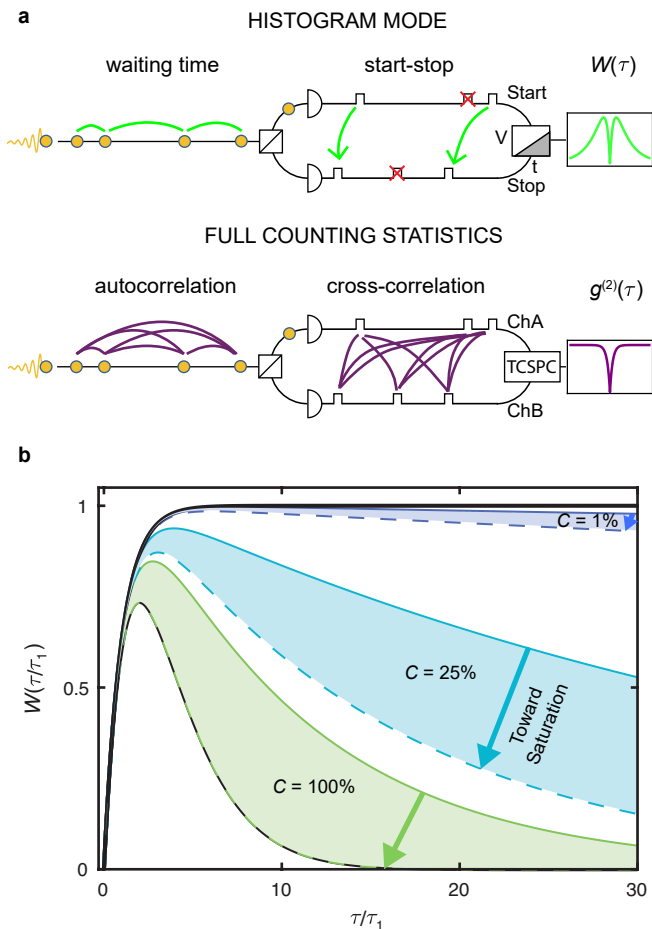 a
HISTOGRAM MODE
waiting time
start-stop
W(τ)
Start
V
t
Stop
FULL COUNTING STATISTICS
autocorrelation
cross-correlation
g⁽²⁾(τ)
ChA
TCSPC
ChB
b
1
C = 1%
W(τ/τ₁)
0.5
C = 25%
Toward
Saturation
C = 100%
0
0
10
20
30
τ/τ₁